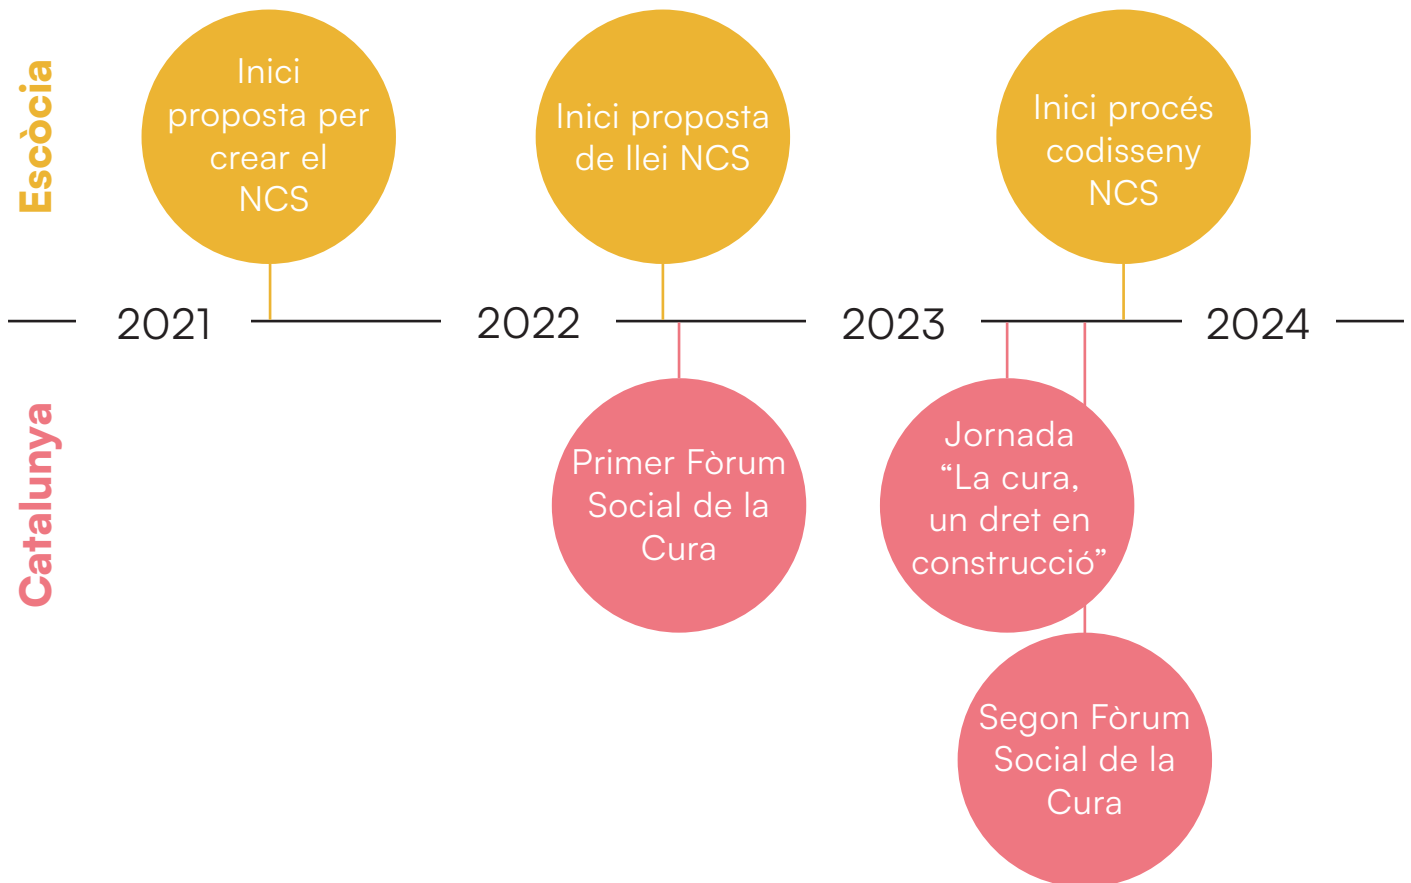 Escòcia
Inici
proposta per
crear el
NCS
Inici proposta
de llei NCS
Inici procés
codisseny
NCS
2021
2022
2023
2024
Catalunya
Primer Fòrum
Social de la
Cura
Jornada
“La cura,
un dret en
construcció”
Segon Fòrum
Social de la
Cura